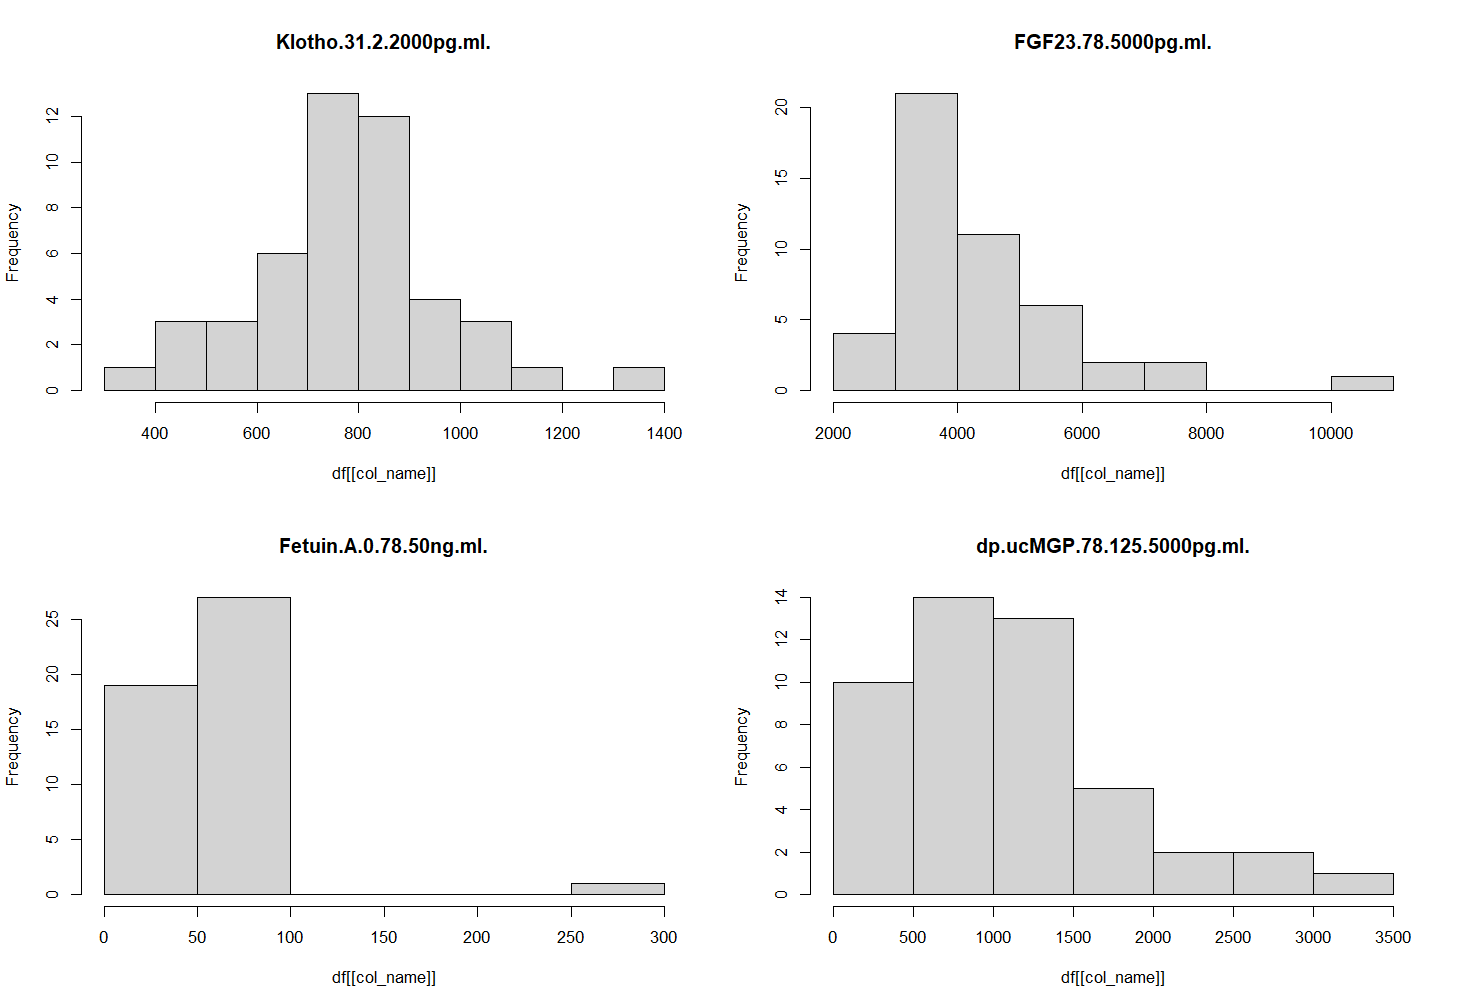 Klotho.31.2.2000pg.ml.
Frequency
0 2 4 6 8 10 12
400 600 800 1000 1200 1400
df[[col_name]]
FGF23.78.5000pg.ml.
Frequency
0 5 10 15 20
2000 4000 6000 8000 10000
df[[col_name]]
Fetuin.A.0.78.50ng.ml.
Frequency
0 5 10 15 20 25
0 50 100 150 200 250 300
df[[col_name]]
dp.ucMGP.78.125.5000pg.ml.
Frequency
0 2 4 6 8 10 12 14
0 500 1000 1500 2000 2500 3000 3500
df[[col_name]]